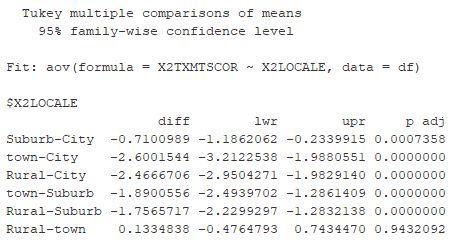 Tukey multiple comparisons of means
95% family-wise confidence level
Fit: aov(formula = X2TXMTSCOR ~ X2LOCALE, data = df)
$X2LOCALE
diff lwr upr p adj
Suburb-City -0.7100989 -1.1862062 -0.2339915 0.0007358
town-City -2.6001544 -3.2122538 -1.9880551 0.0000000
Rural-City -2.4666706 -2.9504271 -1.9829140 0.0000000
town-Suburb -1.8900556 -2.4939702 -1.2861409 0.0000000
Rural-Suburb -1.7565717 -2.2299297 -1.2832138 0.0000000
Rural-town 0.1334838 -0.4764793 0.7434470 0.9432092